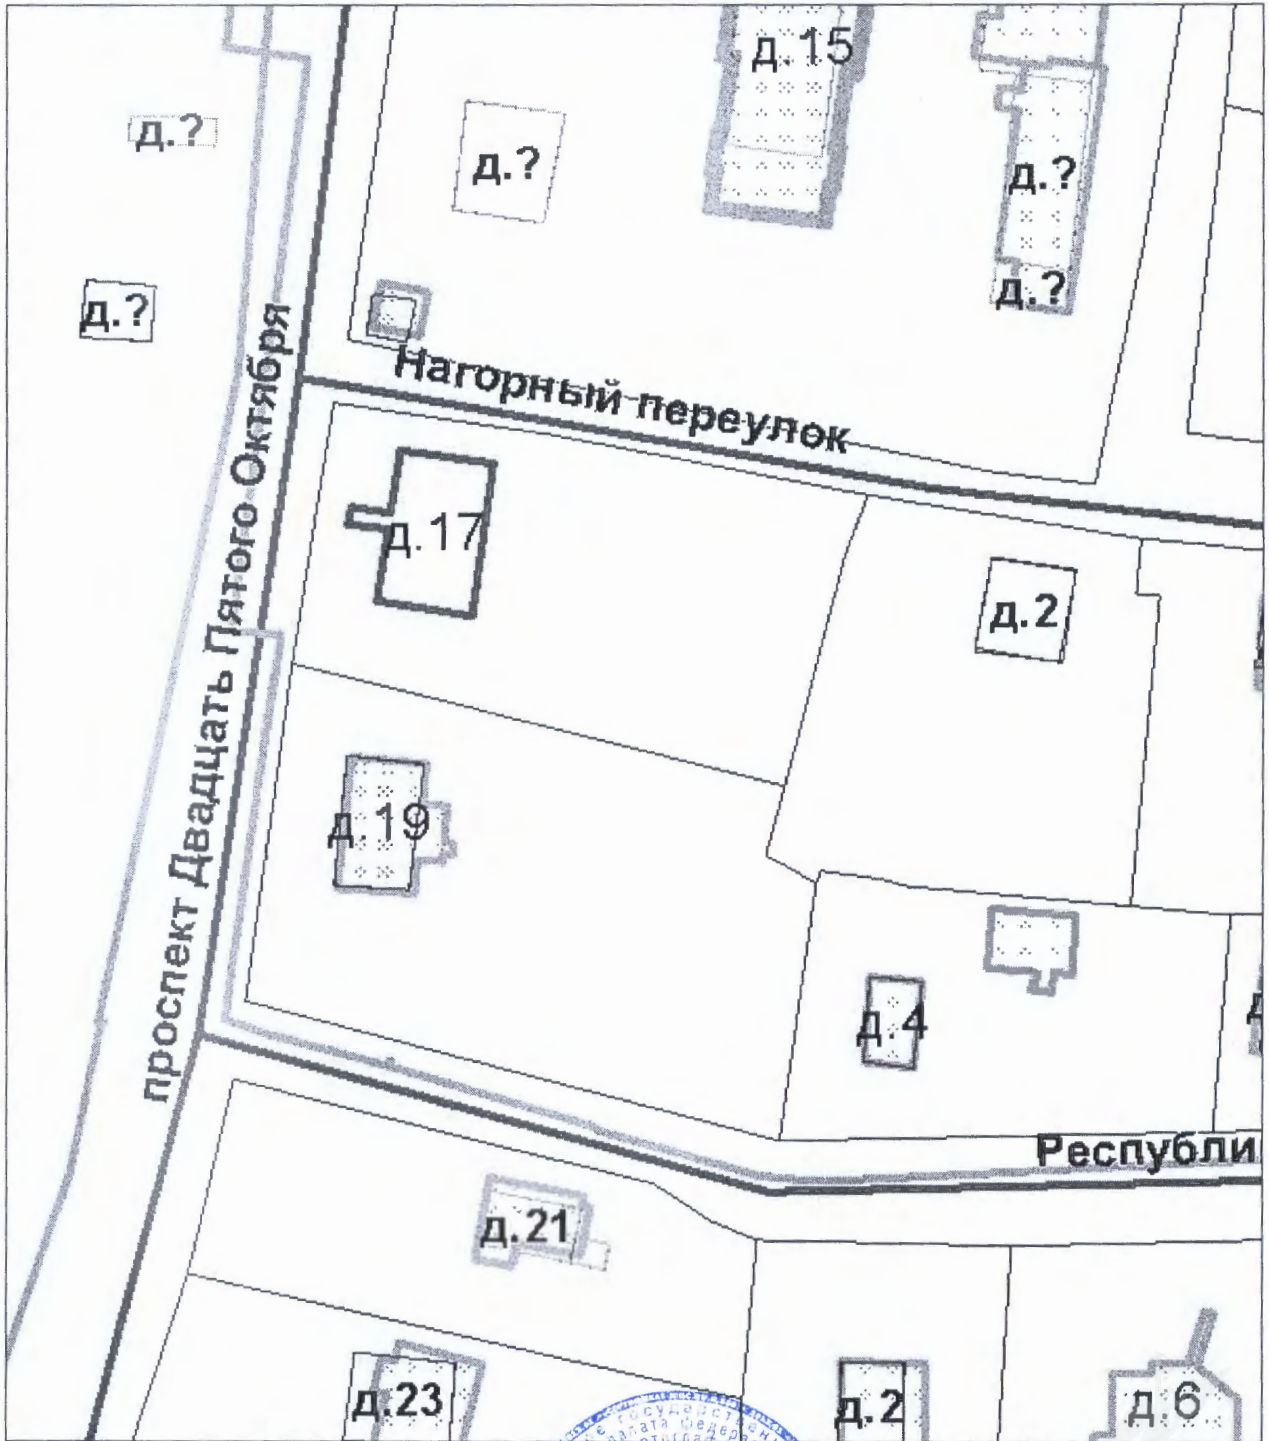 д.15
д.?
д.?
д.?
д.?
д.?
Нагорный переулок
проспект Двадцать Пятого Октября
д.17
д.2
д.19
д.4
Республи
д.21
д.23
д.2
д.6